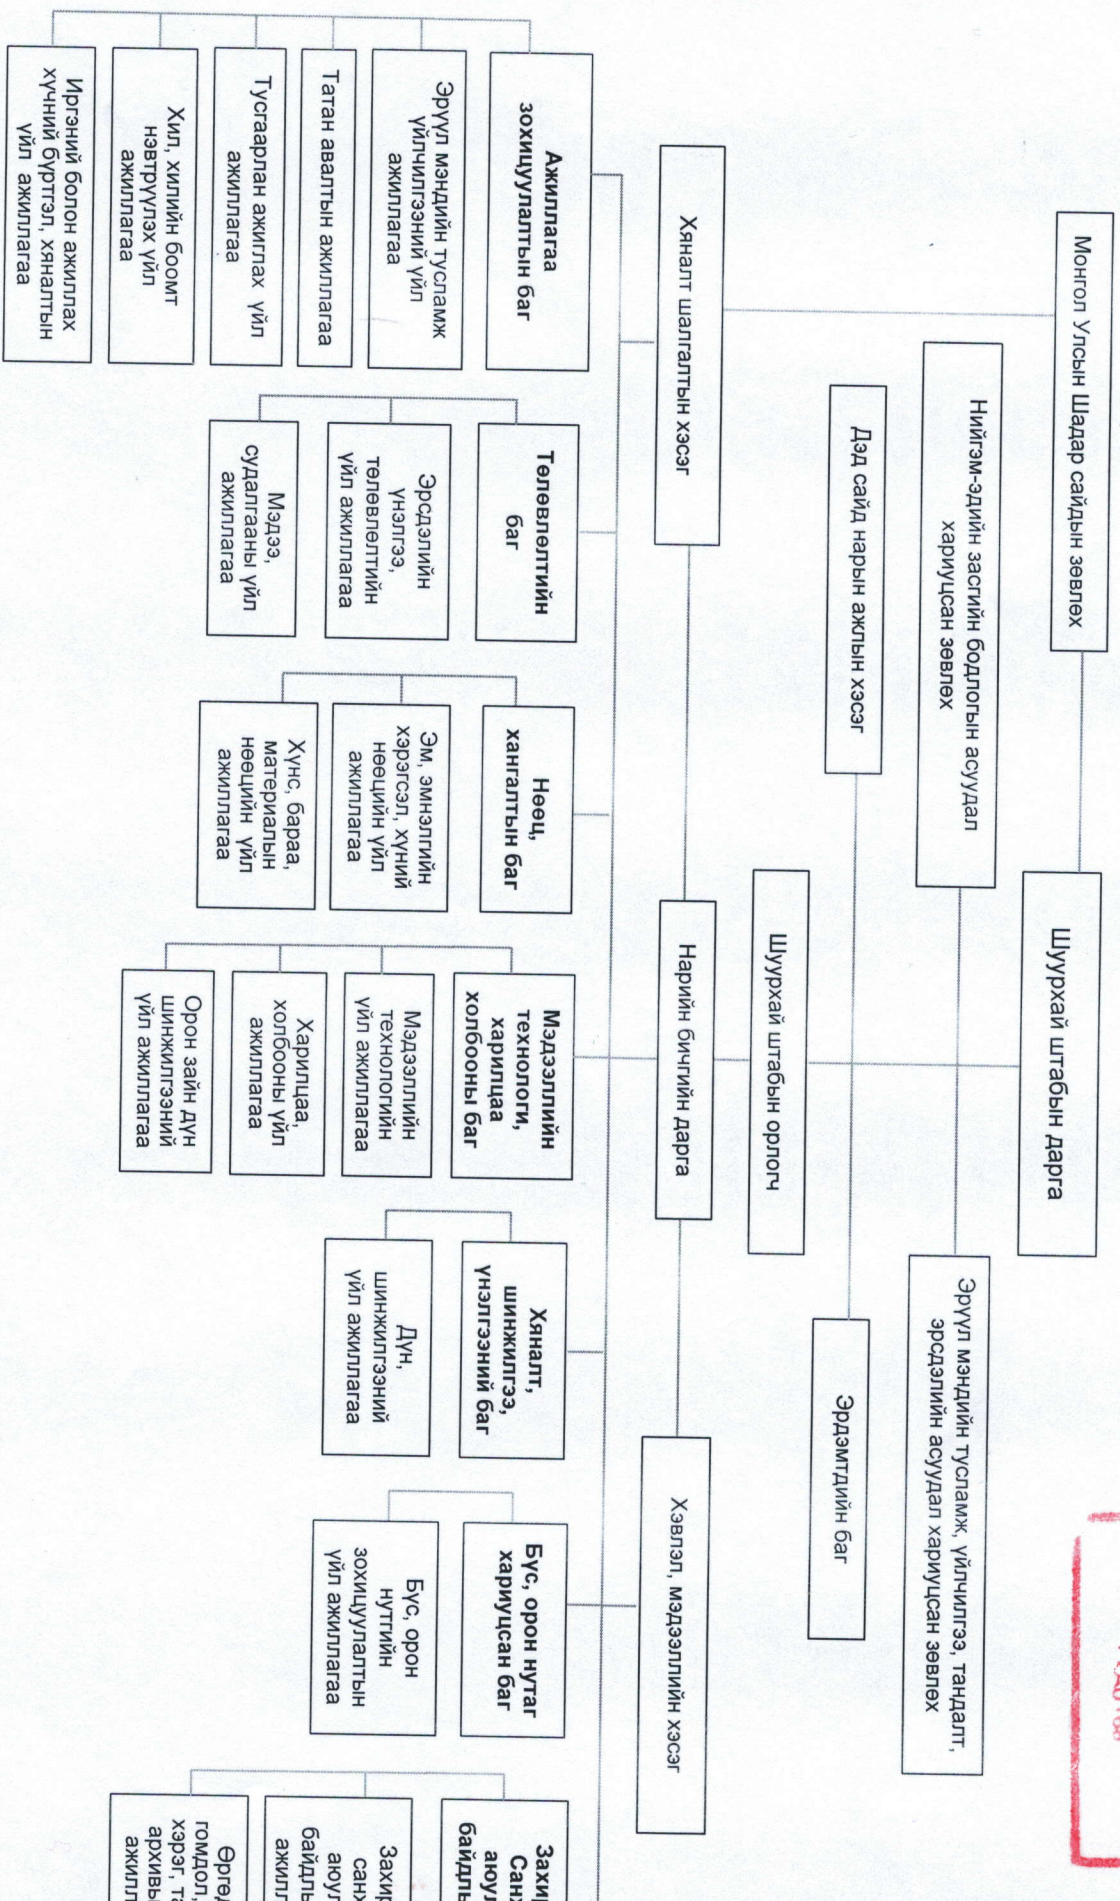 Монгол Улсын Шадар сайдын зөвлөх
Шуурхай штабын дарга
Нийгэм-эдийн засгийн бодлогын асуудал
хариуцсан зөвлөх
Эрүүл мэндийн тусламж, үйлчилгээ, тандалт,
эрсдэлийн асуудал хариуцсан зөвлөх
Дэд сайд нарын ажлын хэсэг
Эрдэмтдийн баг
Шуурхай штабын орлогч
Хяналт шалгалтын хэсэг
Нарийн бичгийн дарга
Хэвлэл, мэдээллийн хэсэг
Ажиллагаа
зохицуулалтын баг
Эрүүл мэндийн тусламж
үйлчилгээний үйл
ажиллагаа
Татан авалтын ажиллагаа
Тусгаарлан ажиглах үйл
ажиллагаа
Хил, хилийн боомт
нэвтрүүлэх үйл
ажиллагаа
Иргэний болон ажиллах
хүчний бүртгэл, хяналтын
үйл ажиллагаа
Төлөвлөлтийн
баг
Эрсдэлийн
үнэлгээ,
төлөвлөлтийн
үйл ажиллагаа
Мэдээ,
судалгааны үйл
ажиллагаа
Нөөц,
хангалтын баг
Эм, эмнэлгийн
хэрэгсэл, хүний
нөөцийн үйл
ажиллагаа
Хүнс, бараа,
материалын
нөөцийн үйл
ажиллагаа
Мэдээллийн
технологи,
харилцаа
холбооны баг
Мэдээллийн
технологийн
үйл ажиллагаа
Харилцаа,
холбооны үйл
ажиллагаа
Орон зайн дүн
шинжилгээний
үйл ажиллагаа
Хяналт,
шинжилгээ,
үнэлгээний баг
Дүн,
шинжилгээний
үйл ажиллагаа
Бүс, орон нутаг
хариуцсан баг
Бүс, орон
нутгийн
зохицуулалтын
үйл ажиллагаа